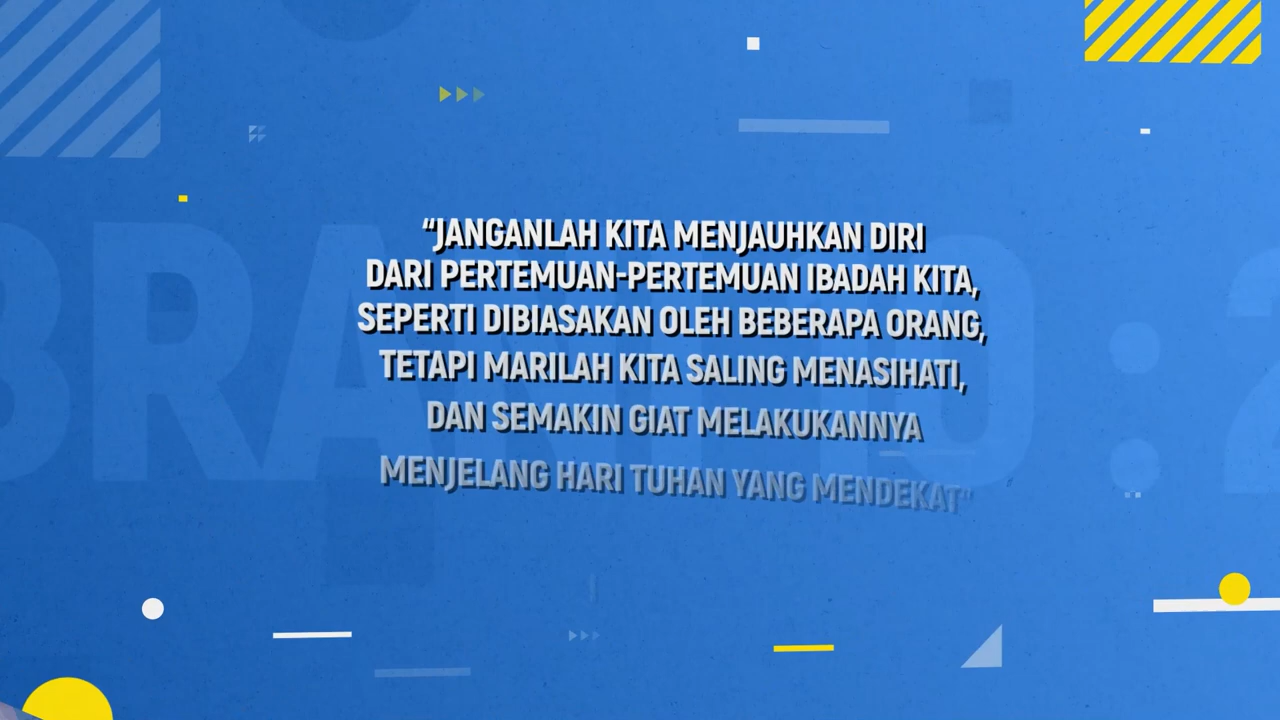 “JANGANLAH KITA MENJAUHKAN DIRI
DARI PERTEMUAN-PERTEMUAN IBADAH KITA,
SEPERTI DIBIASAKAN OLEH BEBERAPA ORANG,
TETAPI MARILAH KITA SALING MENASIHATI,
DAN SEMAKIN GIAT MELAKUKANNYA
MENJELANG HARI TUHAN YANG MENDEKAT”